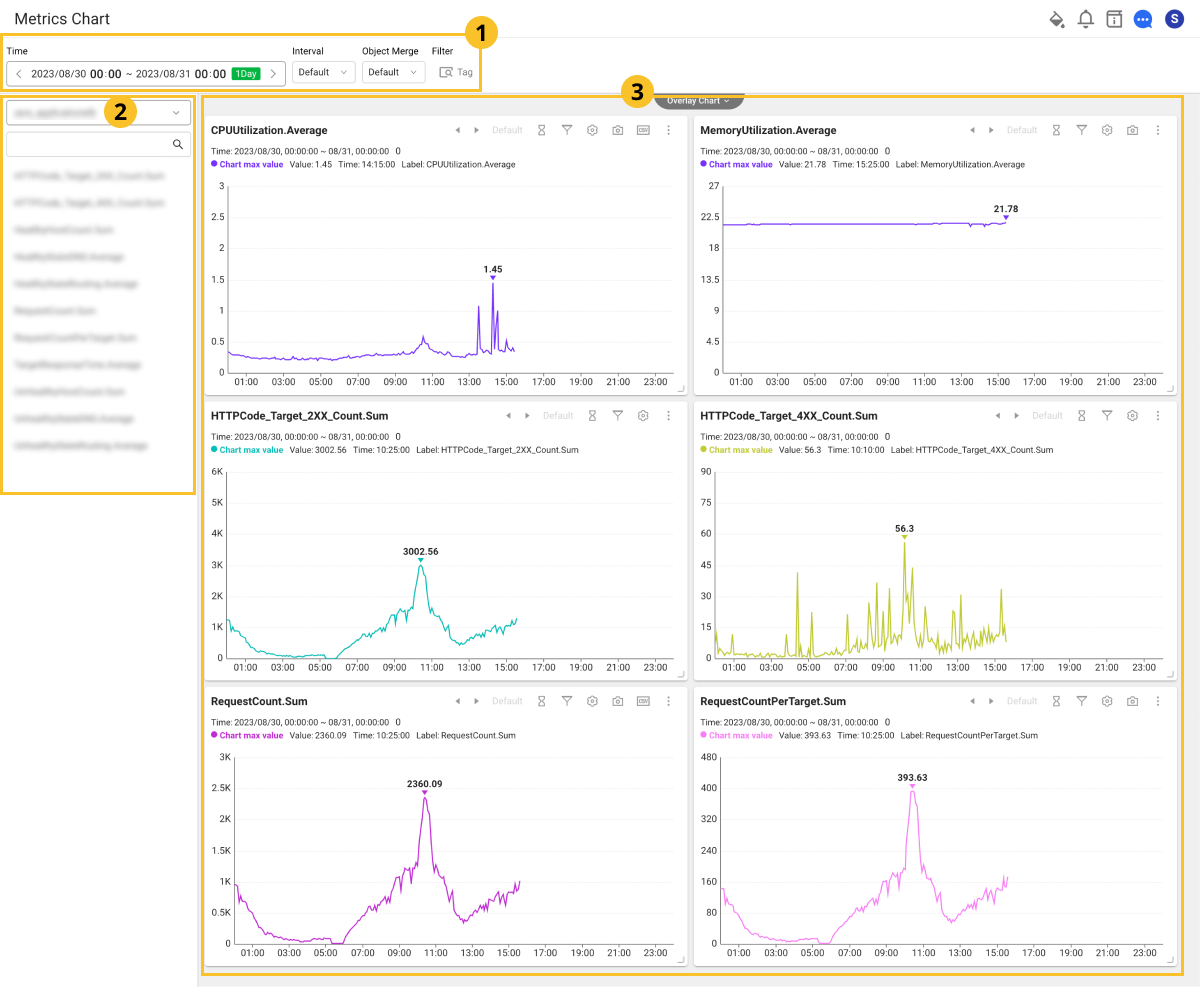 Metrics Chart
S
1
Time
Interval
Object Merge
Filter
2023/08/30 00:00 ~ 2023/08/31 00:00 1Day
Default
Default
Tag
2
3
Overlay Chart
CPUUtilization.Average
Default
CSV
Time: 2023/08/30, 00:00:00 ~ 08/31, 00:00:00 0
Chart max value Value: 1.45 Time: 14:15:00 Label: CPUUtilization.Average
3
2.5
2
1.5
1
0.5
0
1.45
01:00 03:00 05:00 07:00 09:00 11:00 13:00 15:00 17:00 19:00 21:00 23:00
MemoryUtilization.Average
Default
Time: 2023/08/30, 00:00:00 ~ 08/31, 00:00:00 0
Chart max value Value: 21.78 Time: 15:25:00 Label: MemoryUtilization.Average
27
22.5
18
13.5
9
4.5
0
21.78
01:00 03:00 05:00 07:00 09:00 11:00 13:00 15:00 17:00 19:00 21:00 23:00
HTTPCode_Target_2XX_Count.Sum
Default
Time: 2023/08/30, 00:00:00 ~ 08/31, 00:00:00 0
Chart max value Value: 3002.56 Time: 10:25:00 Label: HTTPCode_Target_2XX_Count.Sum
6K
5K
4K
3K
2K
1K
0
3002.56
01:00 03:00 05:00 07:00 09:00 11:00 13:00 15:00 17:00 19:00 21:00 23:00
HTTPCode_Target_4XX_Count.Sum
Default
Time: 2023/08/30, 00:00:00 ~ 08/31, 00:00:00 0
Chart max value Value: 56.3 Time: 10:10:00 Label: HTTPCode_Target_4XX_Count.Sum
90
75
60
45
30
15
0
56.3
01:00 03:00 05:00 07:00 09:00 11:00 13:00 15:00 17:00 19:00 21:00 23:00
RequestCount.Sum
Default
CSV
Time: 2023/08/30, 00:00:00 ~ 08/31, 00:00:00 0
Chart max value Value: 2360.09 Time: 10:25:00 Label: RequestCount.Sum
3K
2.5K
2K
1.5K
1K
0.5K
0
2360.09
01:00 03:00 05:00 07:00 09:00 11:00 13:00 15:00 17:00 19:00 21:00 23:00
RequestCountPerTarget.Sum
Default
Time: 2023/08/30, 00:00:00 ~ 08/31, 00:00:00 0
Chart max value Value: 393.63 Time: 10:25:00 Label: RequestCountPerTarget.Sum
480
400
320
240
160
80
0
393.63
01:00 03:00 05:00 07:00 09:00 11:00 13:00 15:00 17:00 19:00 21:00 23:00